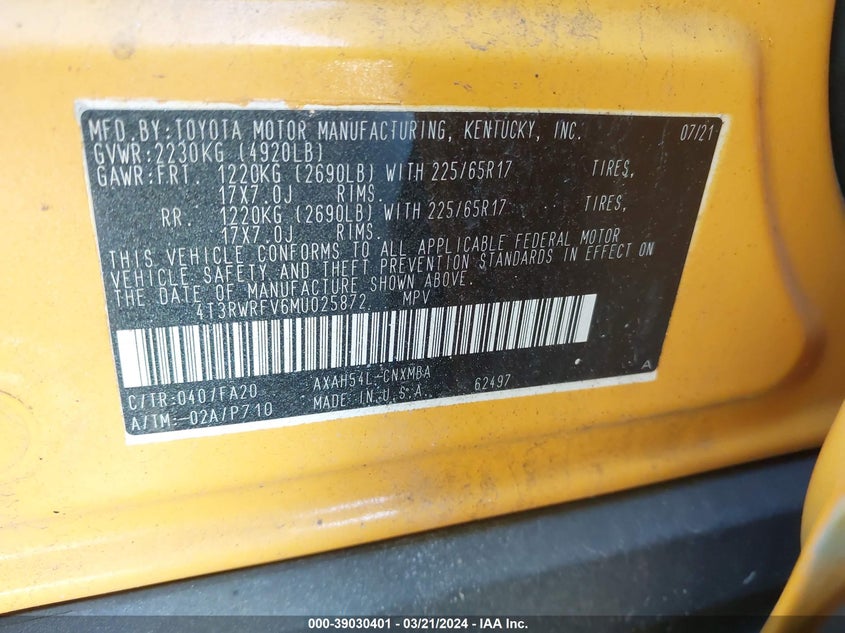 MFD.BY:TOYOTA MOTOR MANUFACTURING, KENTUCKY, INC. 07/21
GVWR:2230KG (4920LB)
GAWR:FRT. 1220KG (2690LB) WITH 225/65R17 TIRES,
17X7.0J RIMS.
RR. 1220KG (2690LB) WITH 225/65R17 TIRES,
17X7.0J RIMS.
THIS VEHICLE CONFORMS TO ALL APPLICABLE FEDERAL MOTOR
VEHICLE SAFETY AND THEFT PREVENTION STANDARDS IN EFFECT ON
THE DATE OF MANUFACTURE SHOWN ABOVE.
4T3RWRFV6MU025872 MPV
C/TR:0407/FA20 AXAH54L-CNXMBA 62497 A
A/TM:-02A/P710 MADE IN U.S.A.
000-39030401 - 03/21/2024 - IAA Inc.